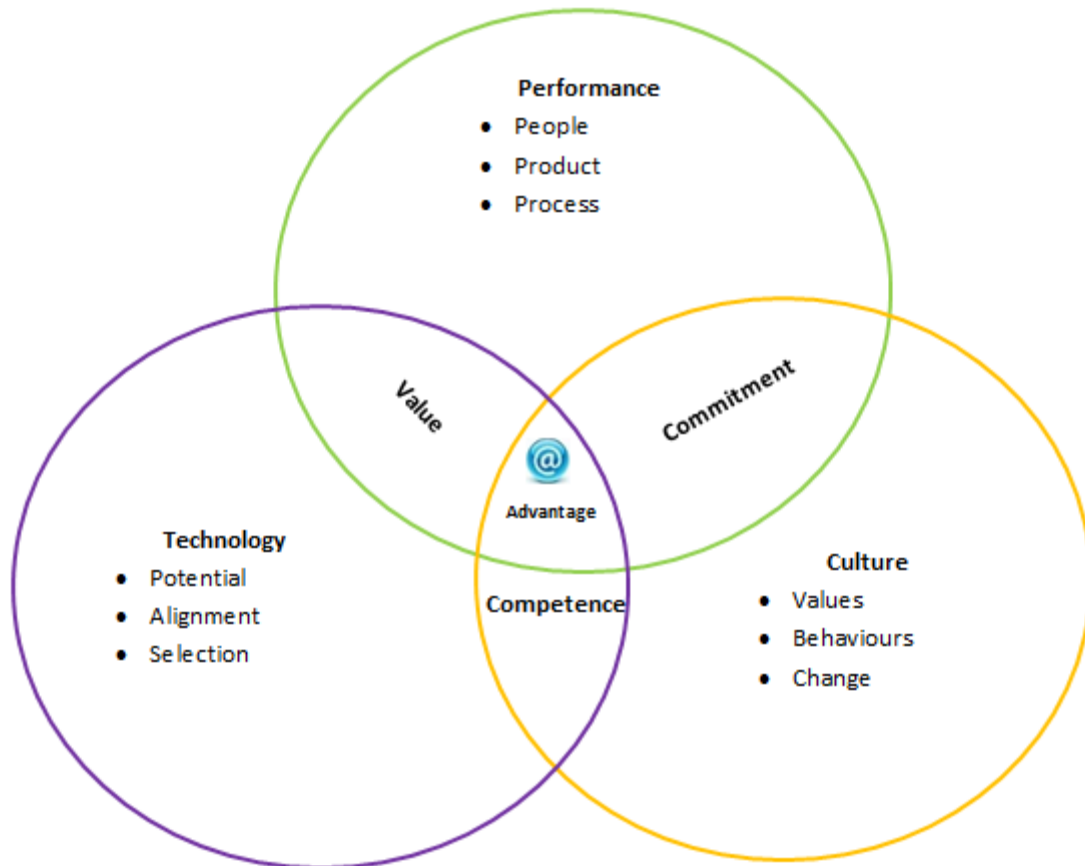 Performance
• People
• Product
• Process
Value
Commitment
@
Advantage
Technology
• Potential
• Alignment
• Selection
Competence
Culture
• Values
• Behaviours
• Change